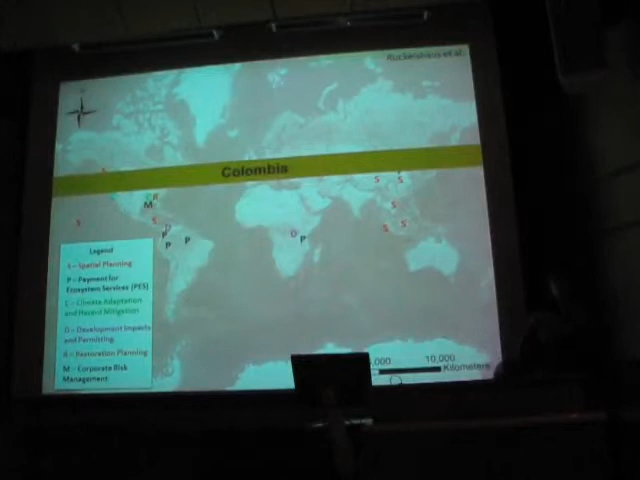 Ruckelshaus et al.
Colombia
S
S
S
S
C R
M
S
S
S
S
S
D
P
P
P
D
P
Legend
S – Spatial Planning
P – Payment for
Ecosystem Services (PES)
C – Climate Adaptation
and Hazard Mitigation
D – Development Impacts
and Permitting
R – Restoration Planning
M – Corporate Risk
Management
,000
10,000
Kilometers